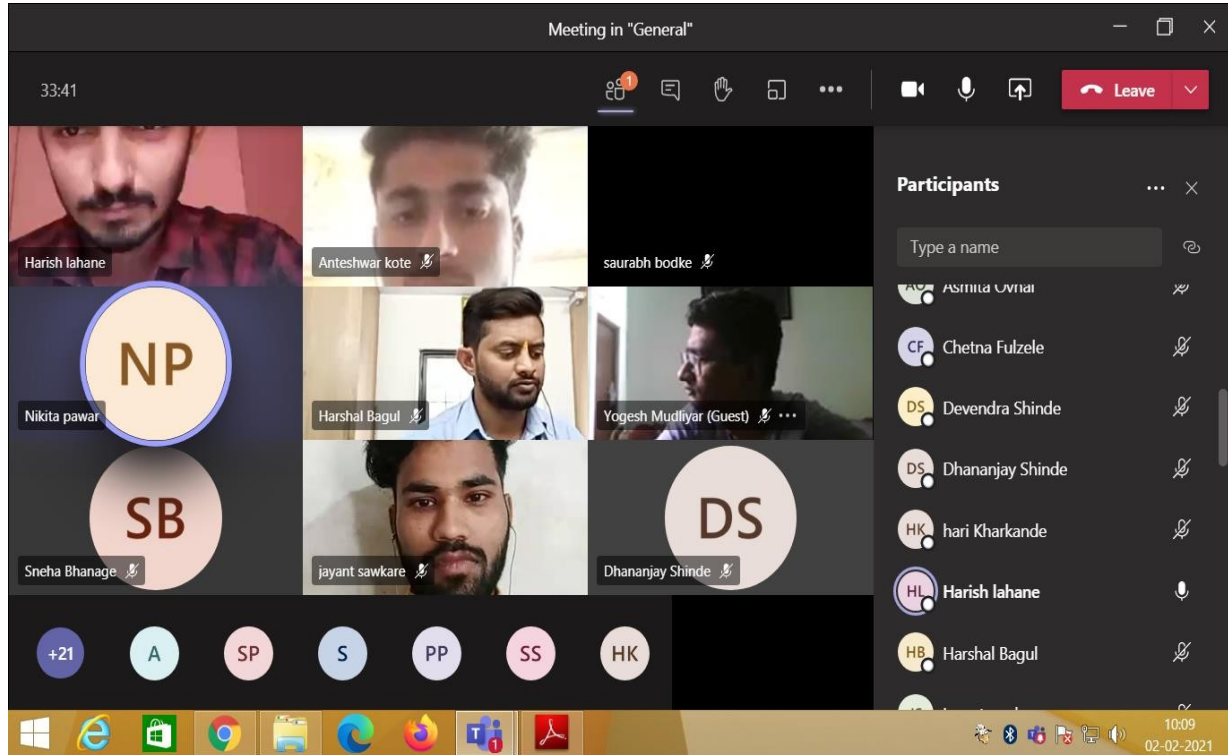 Meeting in "General"
33:41
1
Leave
Harish lahane
Anteshwar kote
saurabh bodke
NP
Nikita pawar
Harshal Bagul
Yogesh Mudliyar (Guest)
SB
Sneha Bhanage
jayant sawkare
DS
Dhananjay Shinde
+21
A
SP
S
PP
SS
HK
Participants
Type a name
Asmita
CF Chetna Fulzele
DS Devendra Shinde
DS Dhananjay Shinde
HK hari Kharkande
HL Harish lahane
HB Harshal Bagul
10:09
02-02-2021